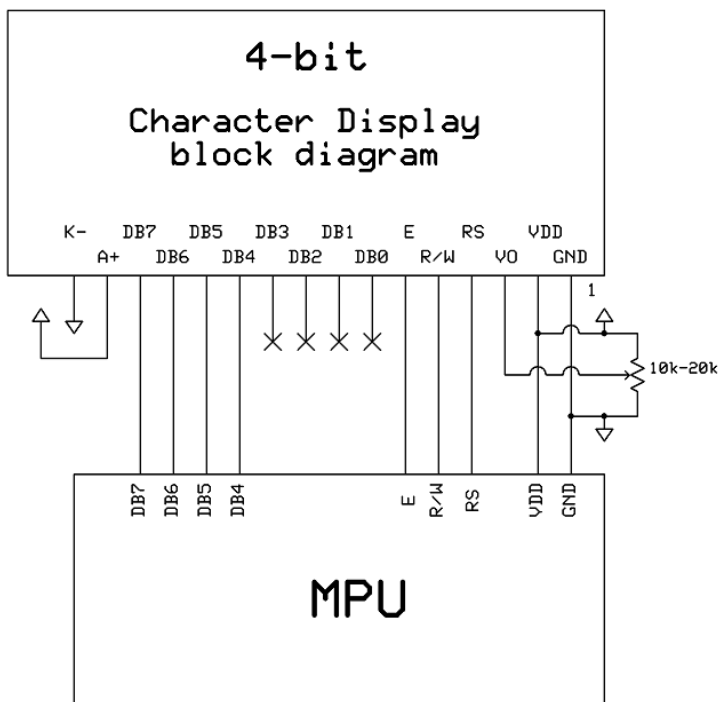 4-bit
Character Display
block diagram
K- DB7 DB5 DB3 DB1 E RS VDD
A+ DB6 DB4 DB2 DB0 R/W VO GND
1
10k-20k
DB7 DB6 DB5 DB4 E R/W RS VDD GND
MPU